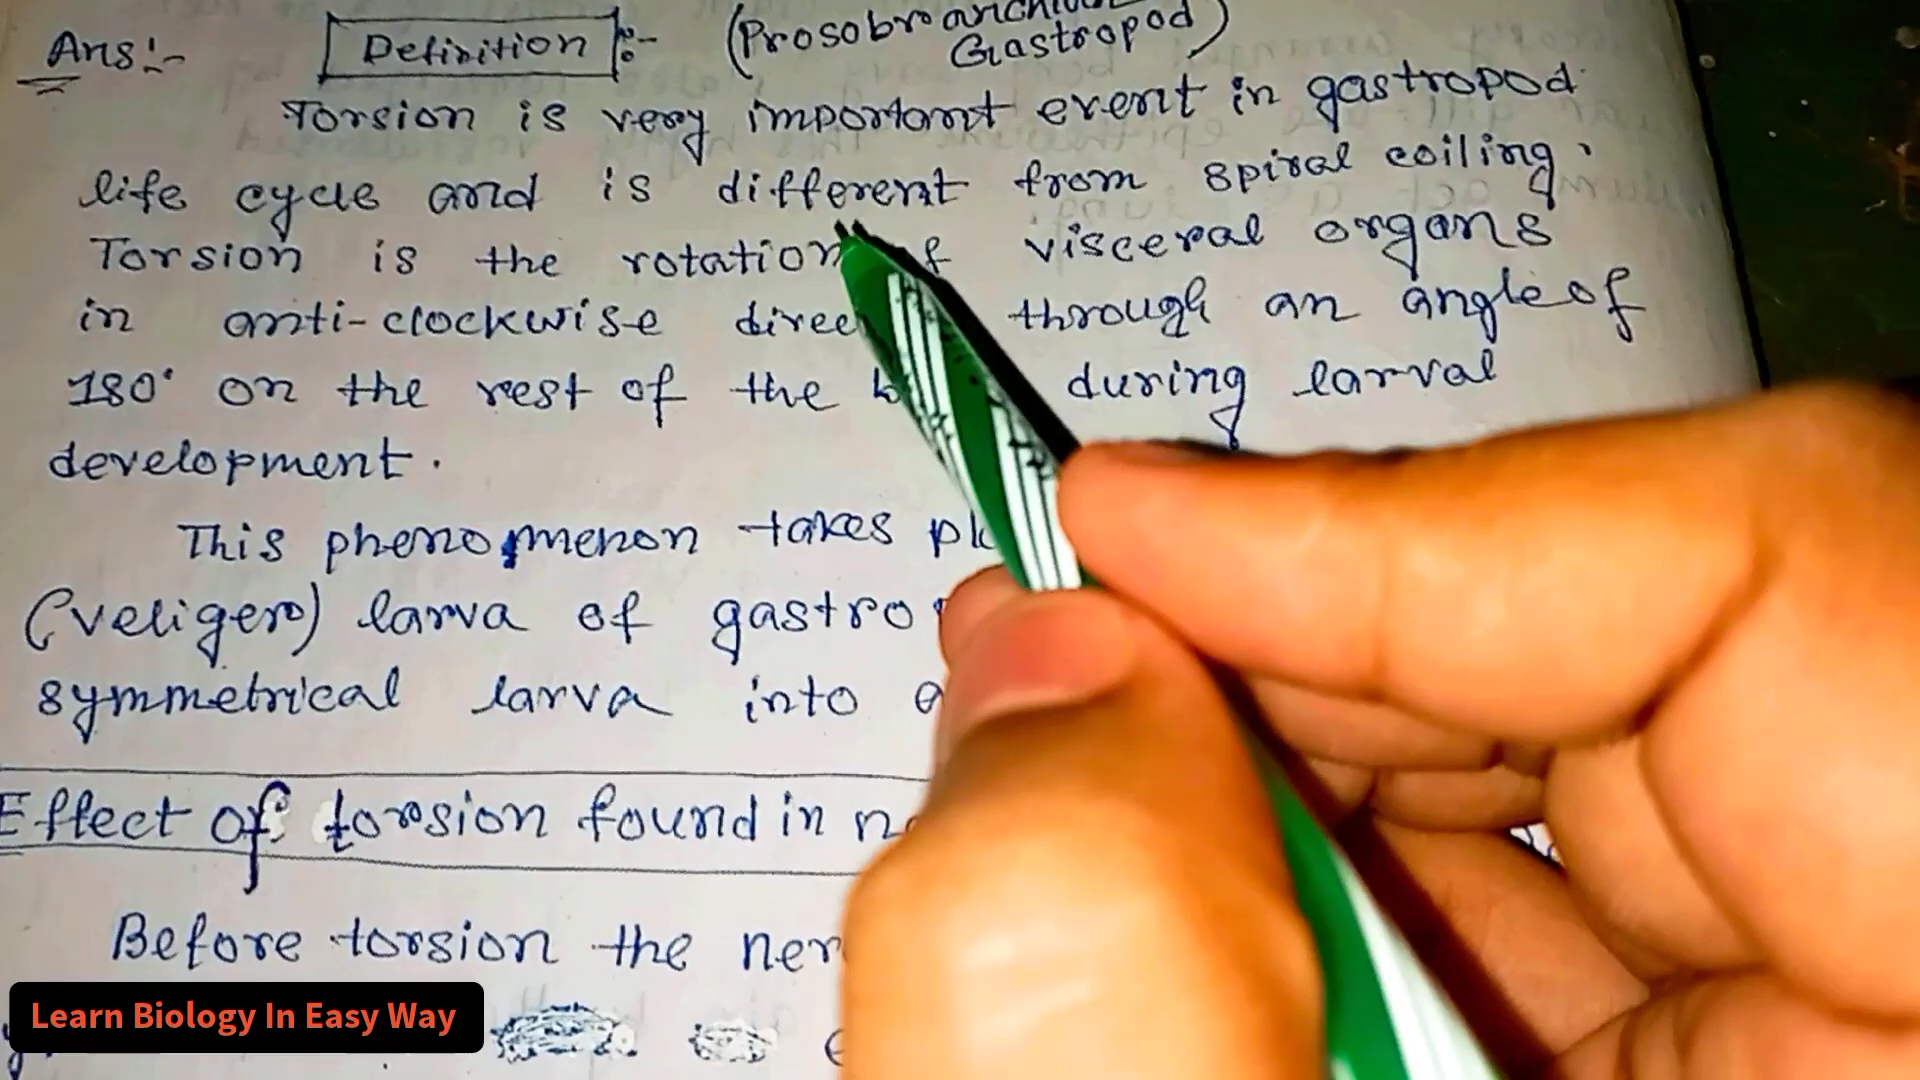 Ans:-
Definition :- (Prosobranchi
Gastropod)
Torsion is very important event in gastropod
life cycle and is different from spiral coiling.
Torsion is the rotation of visceral organs
in anti-clockwise direc through an angle of
180° on the rest of the b during larval
development.
This phenomenon takes pl
(veliger) larva of gastro
symmetrical larva into a
Effect of torsion found in ne
Before torsion the ner
Learn Biology In Easy Way